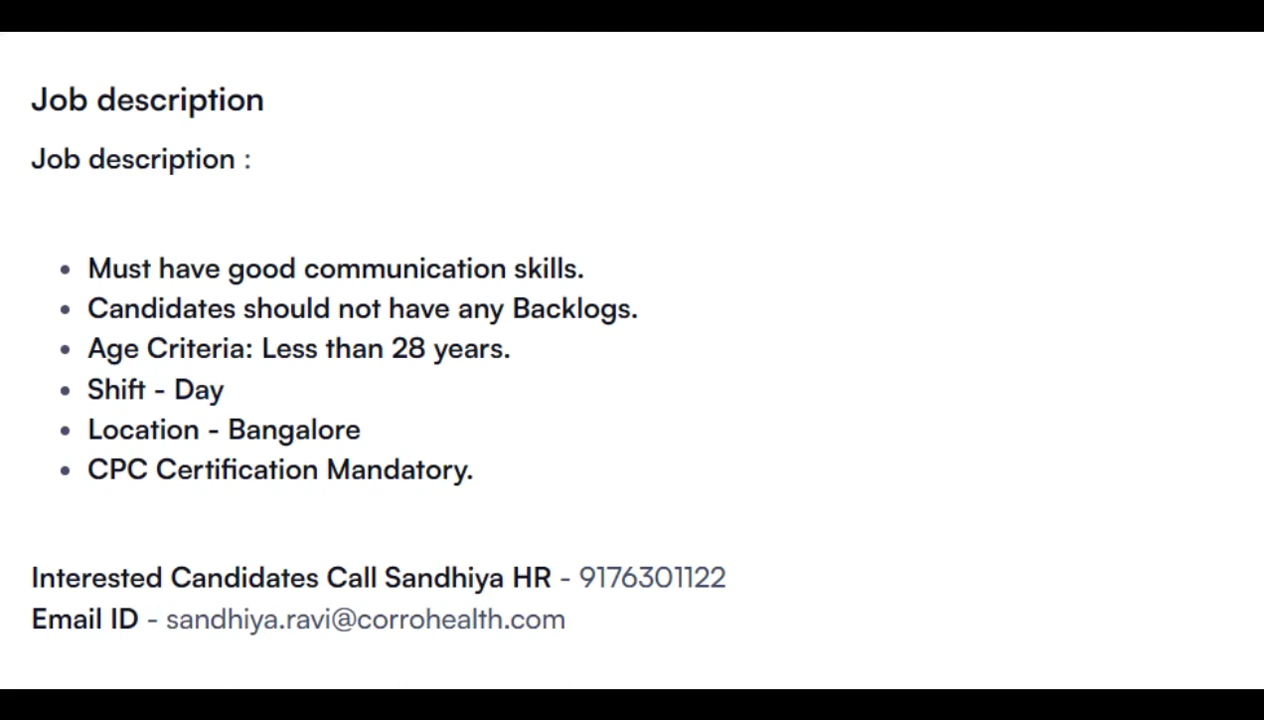 Job description
Job description :
• Must have good communication skills.
• Candidates should not have any Backlogs.
• Age Criteria: Less than 28 years.
• Shift - Day
• Location - Bangalore
• CPC Certification Mandatory.
Interested Candidates Call Sandhiya HR - 9176301122
Email ID - sandhiya.ravi@corrohealth.com